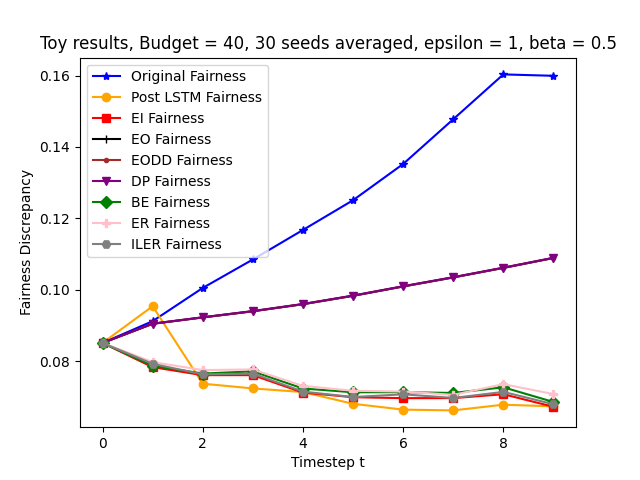 Toy results, Budget = 40, 30 seeds averaged, epsilon = 1, beta = 0.5
Original Fairness
Post LSTM Fairness
EI Fairness
EO Fairness
EODD Fairness
DP Fairness
BE Fairness
ER Fairness
ILER Fairness
Fairness Discrepancy
0.16
0.14
0.12
0.10
0.08
0
2
4
6
8
Timestep t